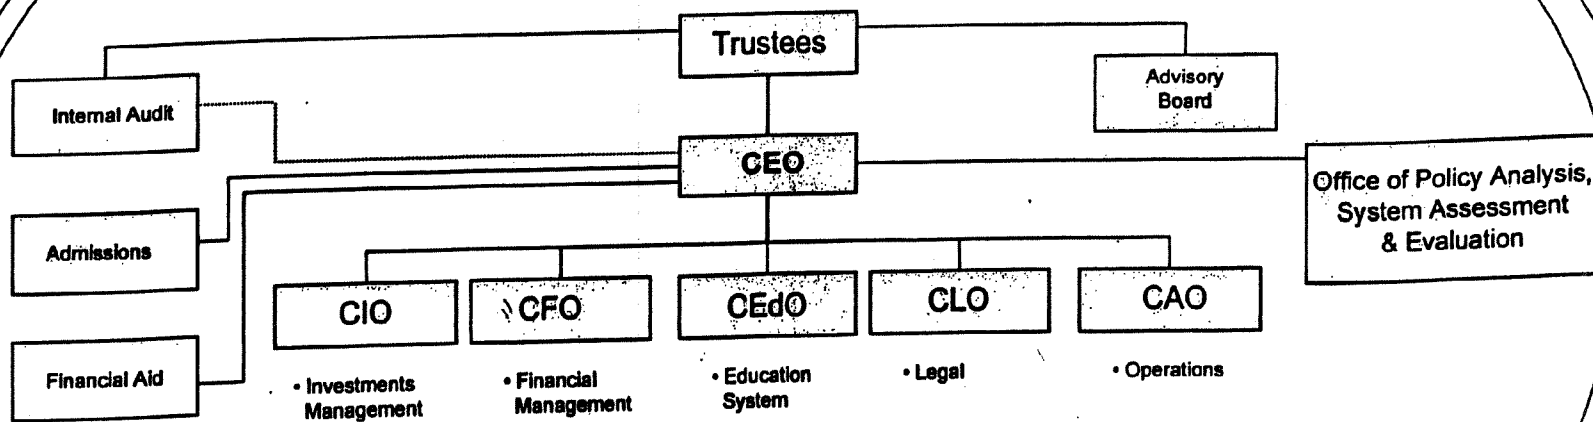 Trustees
Advisory
Board
Internal Audit
CEO
Office of Policy Analysis,
System Assessment
& Evaluation
Admissions
CIO
CFO
CEdO
CLO
CAO
Financial Aid
• Investments
Management
• Financial
Management
• Education
System
• Legal
• Operations